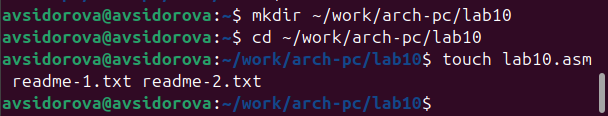 avsidorova@avsidorova:~$ mkdir ~/work/arch-pc/lab10
avsidorova@avsidorova:~$ cd ~/work/arch-pc/lab10
avsidorova@avsidorova:~/work/arch-pc/lab10$ touch lab10.asm
readme-1.txt readme-2.txt
avsidorova@avsidorova:~/work/arch-pc/lab10$